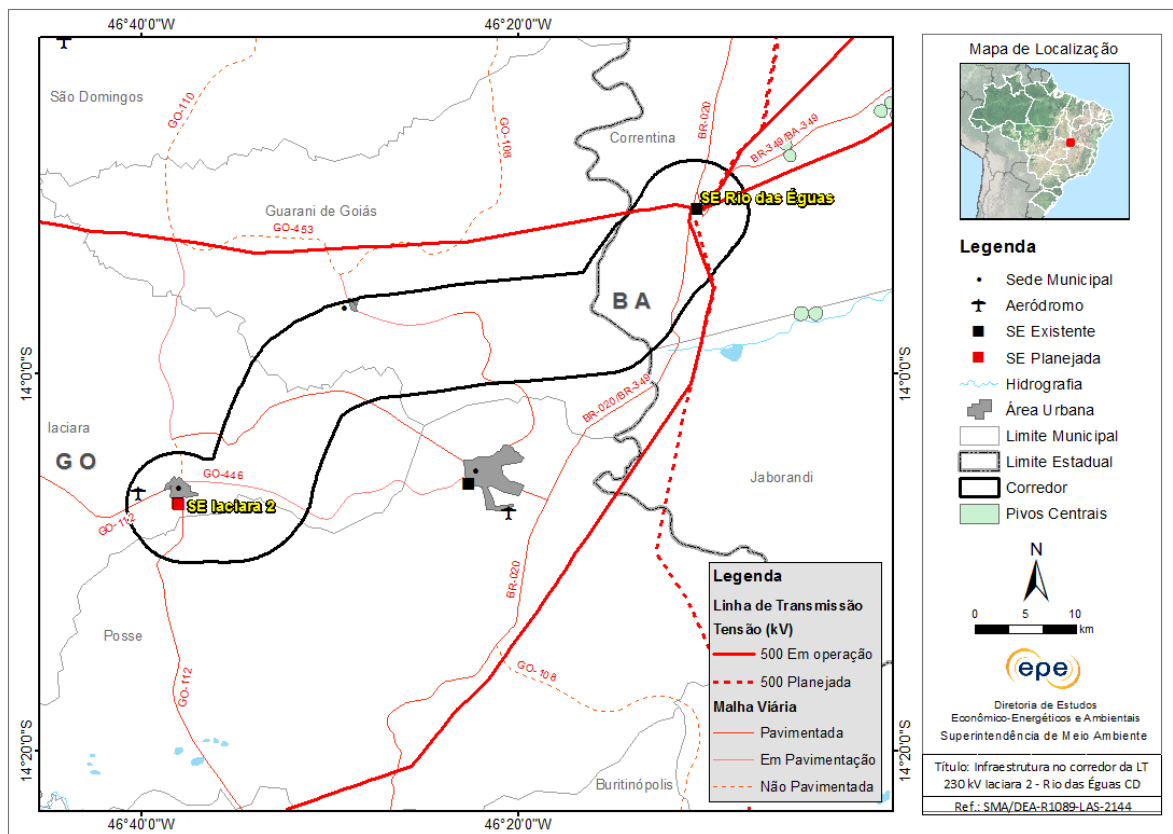 46°40'0"W
46°20'0"W
São Domingos
GO-110
GO-108
Correntina
BR-020
BR-349/BA-349
SE Rio das Éguas
Guarani de Goiás
GO-453
B A
14°0'0"S
14°0'0"S
BR-020/BR-349
Iaciara
G O
GO-446
SE Iaciara 2
GO-112
Jaborandi
BR-020
Posse
GO-112
GO-108
Buritinópolis
14°20'0"S
14°20'0"S
46°40'0"W
46°20'0"W
Legenda
Linha de Transmissão
Tensão (kV)
500 Em operação
500 Planejada
Malha Viária
Pavimentada
Em Pavimentação
Não Pavimentada
Mapa de Localização
Legenda
Sede Municipal
Aeródromo
SE Existente
SE Planejada
Hidrografia
Área Urbana
Limite Municipal
Limite Estadual
Corredor
Pivos Centrais
N
0 5 10
km
epe
Diretoria de Estudos
Econômico-Energéticos e Ambientais
Superintendência de Meio Ambiente
Título: Infraestrutura no corredor da LT
230 kV Iaciara 2 - Rio das Éguas CD
Ref.: SMA/DEA-R1089-LAS-2144